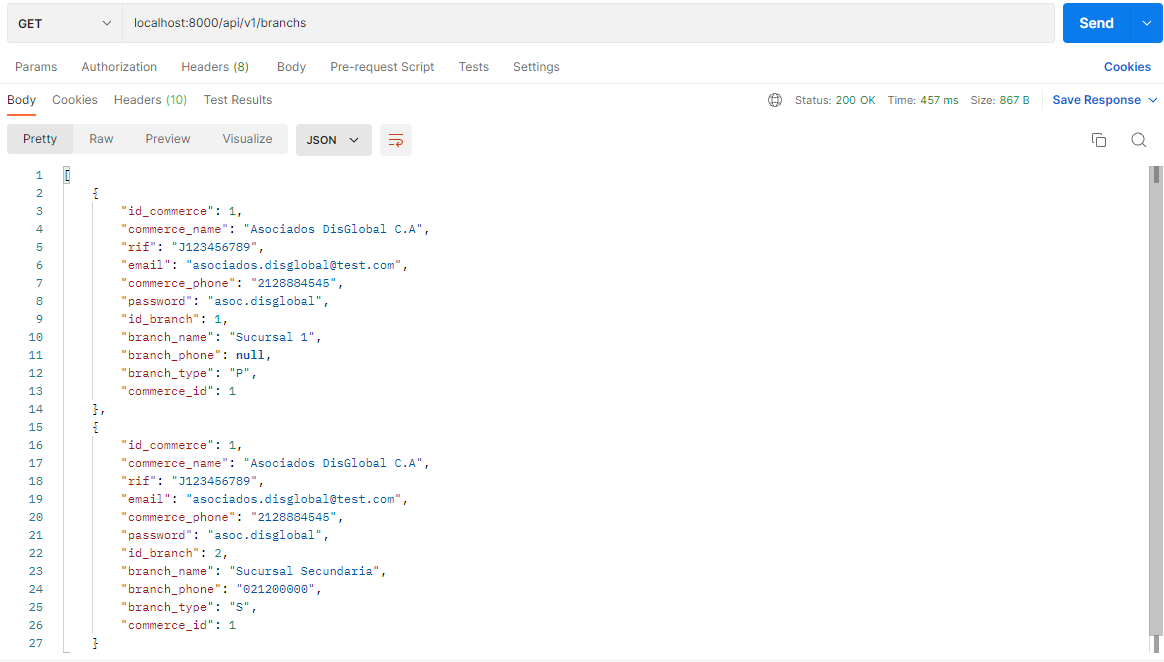 GET localhost:8000/api/v1/branchs Send
Params Authorization Headers (8) Body Pre-request Script Tests Settings Cookies
Body Cookies Headers (10) Test Results Status: 200 OK Time: 457 ms Size: 867 B Save Response
Pretty Raw Preview Visualize JSON
1 [
2 {
3 "id_commerce": 1,
4 "commerce_name": "Asociados DisGlobal C.A",
5 "rif": "J123456789",
6 "email": "asociados.disglobal@test.com",
7 "commerce_phone": "2128884545",
8 "password": "asoc.disglobal",
9 "id_branch": 1,
10 "branch_name": "Sucursal 1",
11 "branch_phone": null,
12 "branch_type": "P",
13 "commerce_id": 1
14 },
15 {
16 "id_commerce": 1,
17 "commerce_name": "Asociados DisGlobal C.A",
18 "rif": "J123456789",
19 "email": "asociados.disglobal@test.com",
20 "commerce_phone": "2128884545",
21 "password": "asoc.disglobal",
22 "id_branch": 2,
23 "branch_name": "Sucursal Secundaria",
24 "branch_phone": "021200000",
25 "branch_type": "S",
26 "commerce_id": 1
27 }